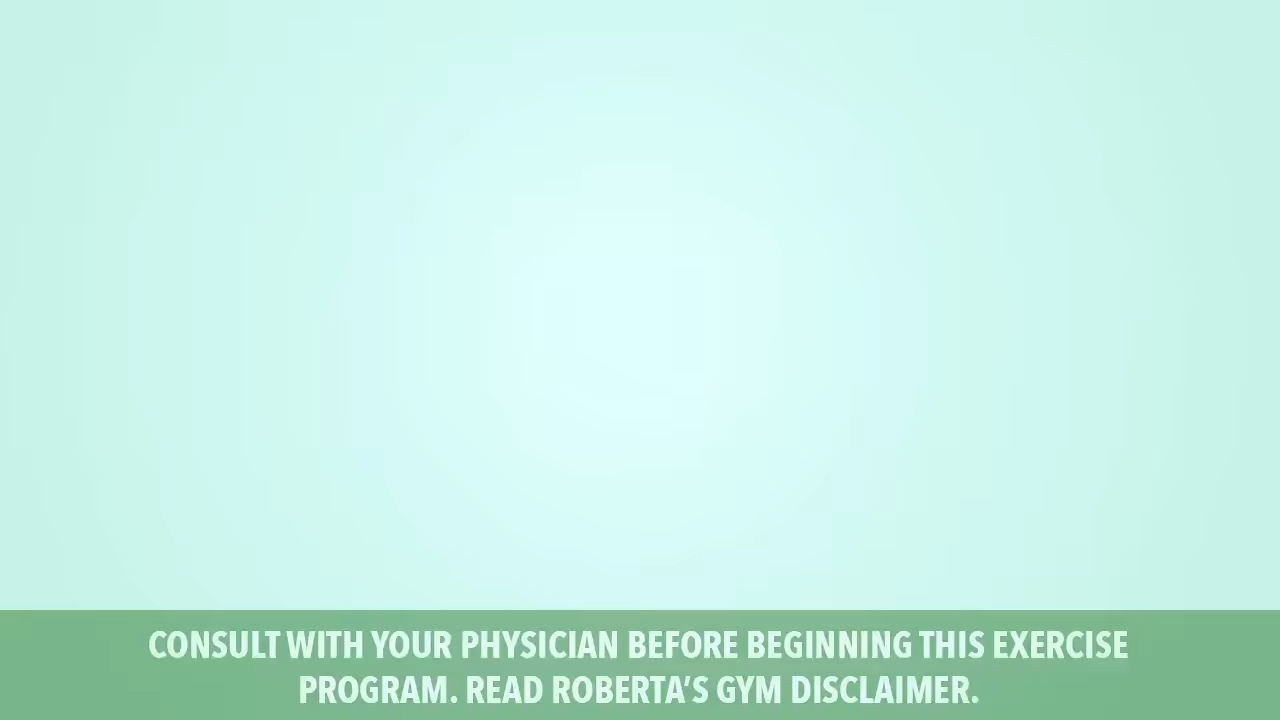 CONSULT WITH YOUR PHYSICIAN BEFORE BEGINNING THIS EXERCISE
PROGRAM. READ ROBERTA’S GYM DISCLAIMER.